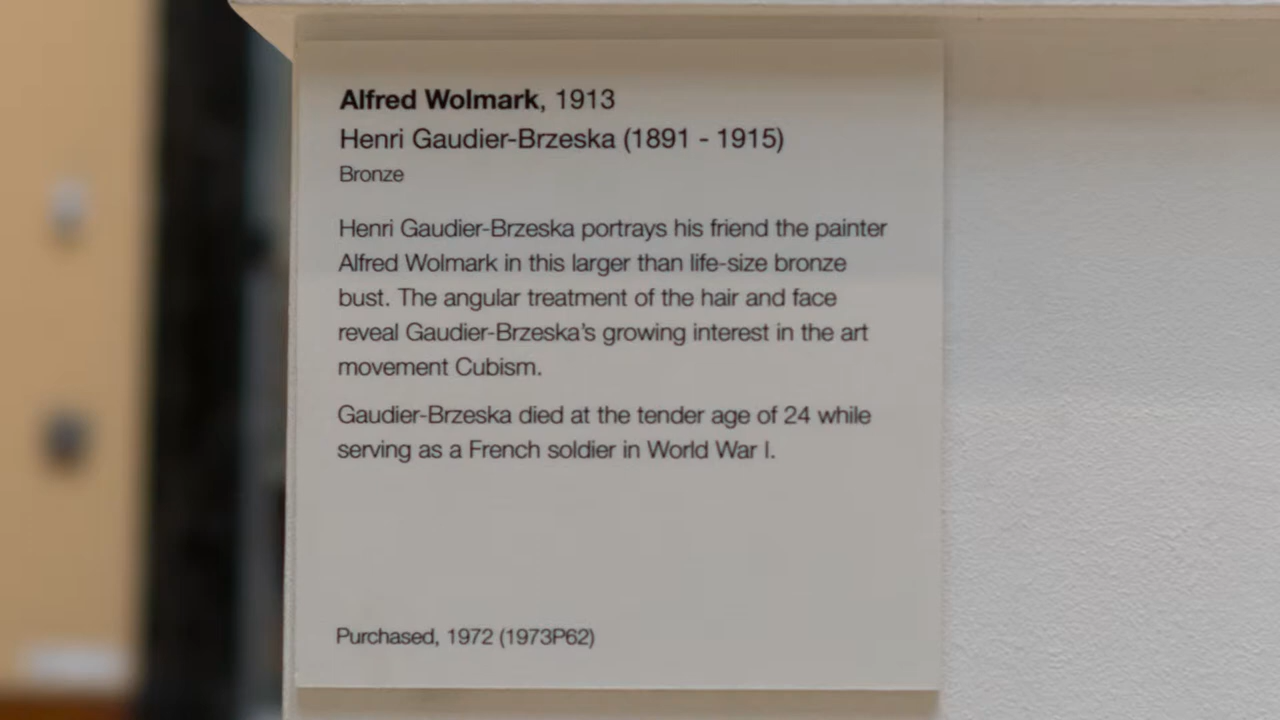 Alfred Wolmark, 1913
Henri Gaudier-Brzeska (1891 - 1915)
Bronze
Henri Gaudier-Brzeska portrays his friend the painter
Alfred Wolmark in this larger than life-size bronze
bust. The angular treatment of the hair and face
reveal Gaudier-Brzeska’s growing interest in the art
movement Cubism.
Gaudier-Brzeska died at the tender age of 24 while
serving as a French soldier in World War I.
Purchased, 1972 (1973P62)